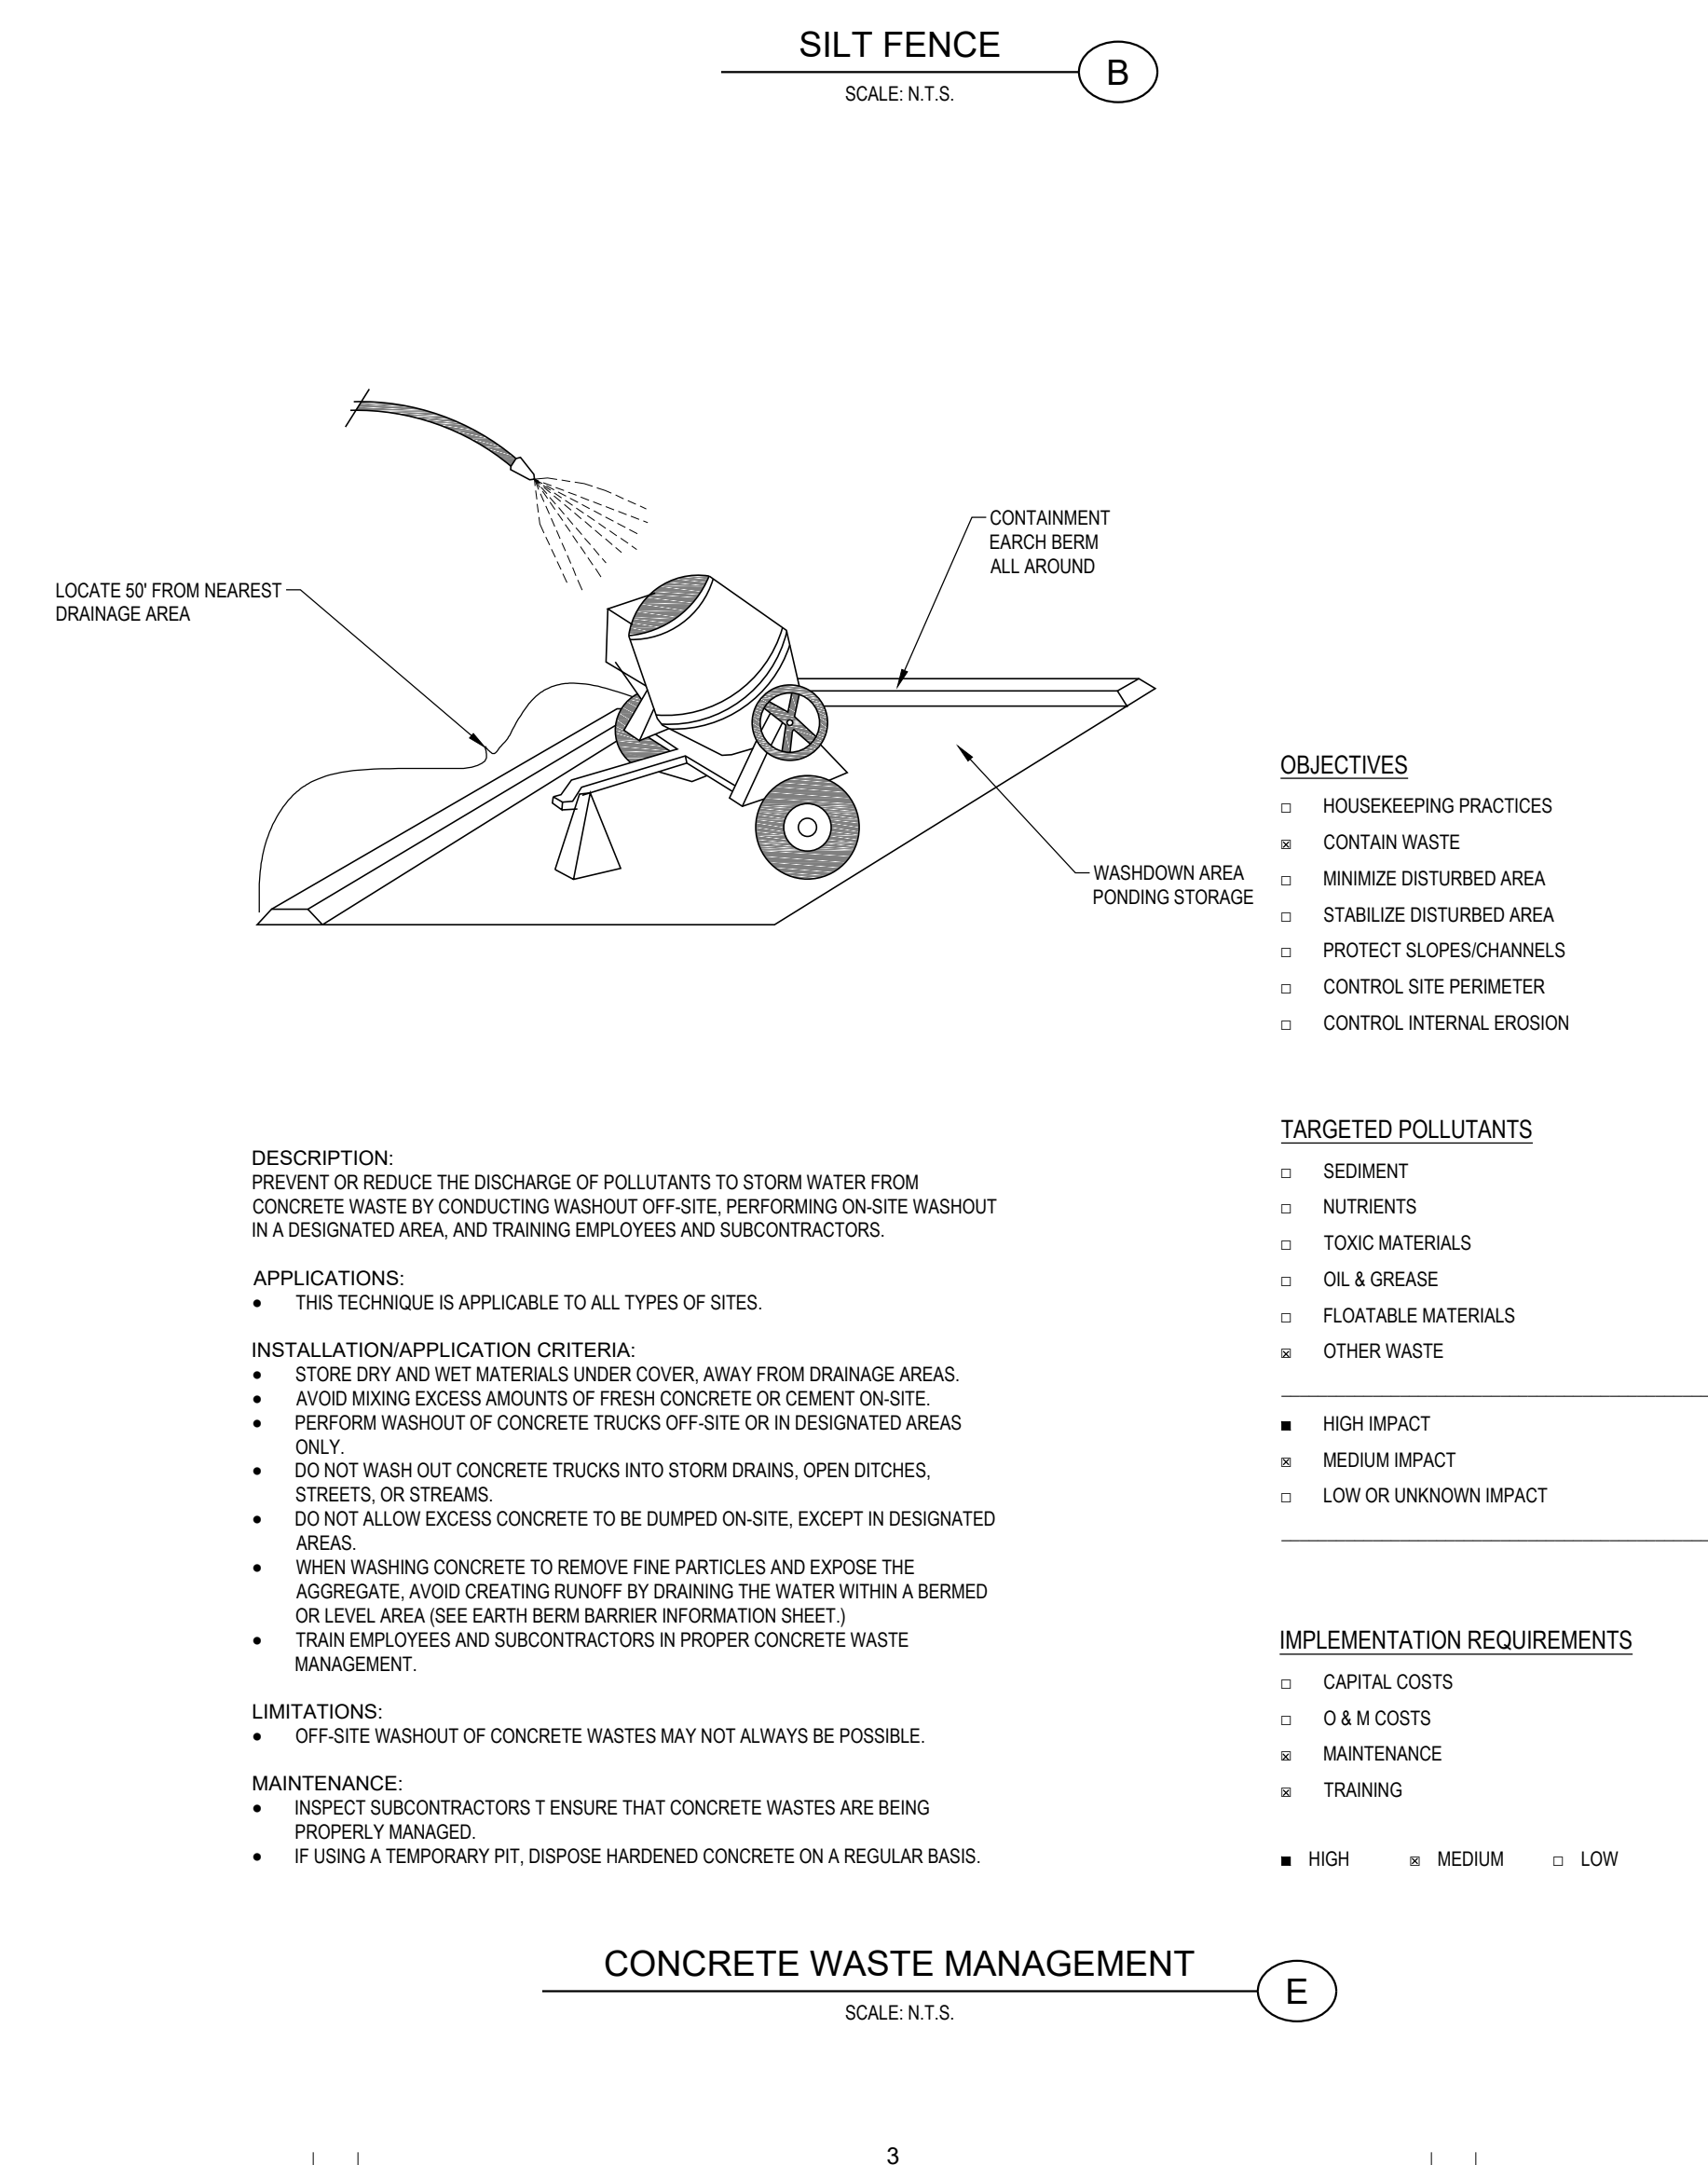 SILT FENCE
B
SCALE: N.T.S.
CONTAINMENT
EARCH BERM
ALL AROUND
LOCATE 50' FROM NEAREST
DRAINAGE AREA
WASHDOWN AREA
PONDING STORAGE
OBJECTIVES
☐ HOUSEKEEPING PRACTICES
☒ CONTAIN WASTE
☐ MINIMIZE DISTURBED AREA
☐ STABILIZE DISTURBED AREA
☐ PROTECT SLOPES/CHANNELS
☐ CONTROL SITE PERIMETER
☐ CONTROL INTERNAL EROSION
DESCRIPTION:
PREVENT OR REDUCE THE DISCHARGE OF POLLUTANTS TO STORM WATER FROM
CONCRETE WASTE BY CONDUCTING WASHOUT OFF-SITE, PERFORMING ON-SITE WASHOUT
IN A DESIGNATED AREA, AND TRAINING EMPLOYEES AND SUBCONTRACTORS.
APPLICATIONS:
● THIS TECHNIQUE IS APPLICABLE TO ALL TYPES OF SITES.
INSTALLATION/APPLICATION CRITERIA:
● STORE DRY AND WET MATERIALS UNDER COVER, AWAY FROM DRAINAGE AREAS.
● AVOID MIXING EXCESS AMOUNTS OF FRESH CONCRETE OR CEMENT ON-SITE.
● PERFORM WASHOUT OF CONCRETE TRUCKS OFF-SITE OR IN DESIGNATED AREAS
ONLY.
● DO NOT WASH OUT CONCRETE TRUCKS INTO STORM DRAINS, OPEN DITCHES,
STREETS, OR STREAMS.
● DO NOT ALLOW EXCESS CONCRETE TO BE DUMPED ON-SITE, EXCEPT IN DESIGNATED
AREAS.
● WHEN WASHING CONCRETE TO REMOVE FINE PARTICLES AND EXPOSE THE
AGGREGATE, AVOID CREATING RUNOFF BY DRAINING THE WATER WITHIN A BERMED
OR LEVEL AREA (SEE EARTH BERM BARRIER INFORMATION SHEET.)
● TRAIN EMPLOYEES AND SUBCONTRACTORS IN PROPER CONCRETE WASTE
MANAGEMENT.
LIMITATIONS:
● OFF-SITE WASHOUT OF CONCRETE WASTES MAY NOT ALWAYS BE POSSIBLE.
MAINTENANCE:
● INSPECT SUBCONTRACTORS T ENSURE THAT CONCRETE WASTES ARE BEING
PROPERLY MANAGED.
● IF USING A TEMPORARY PIT, DISPOSE HARDENED CONCRETE ON A REGULAR BASIS.
TARGETED POLLUTANTS
☐ SEDIMENT
☐ NUTRIENTS
☐ TOXIC MATERIALS
☐ OIL & GREASE
☐ FLOATABLE MATERIALS
☒ OTHER WASTE
■ HIGH IMPACT
☒ MEDIUM IMPACT
☐ LOW OR UNKNOWN IMPACT
IMPLEMENTATION REQUIREMENTS
☐ CAPITAL COSTS
☐ O & M COSTS
☒ MAINTENANCE
☒ TRAINING
■ HIGH ☒ MEDIUM ☐ LOW
CONCRETE WASTE MANAGEMENT
E
SCALE: N.T.S.
3